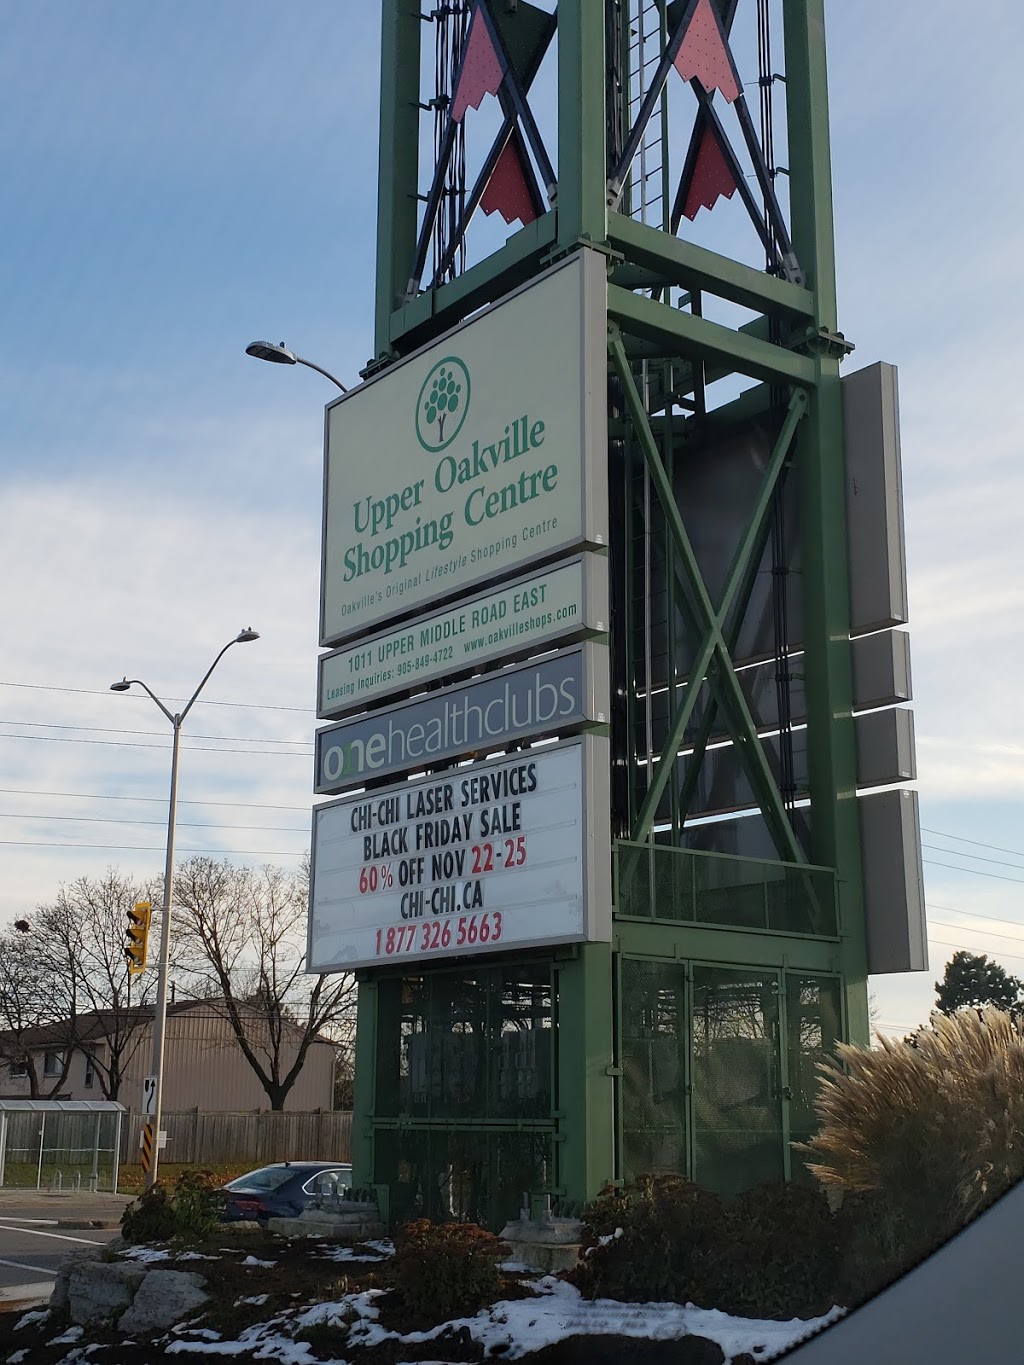 Upper Oakville
Shopping Centre
Oakville's Original Lifestyle Shopping Centre
1011 UPPER MIDDLE ROAD EAST
Leasing Inquiries: 905-849-4722 www.oakvilleshops.com
onehealthclubs
CHI-CHI LASER SERVICES
BLACK FRIDAY SALE
60% OFF NOV 22-25
CHI-CHI.CA
1 877 326 5663